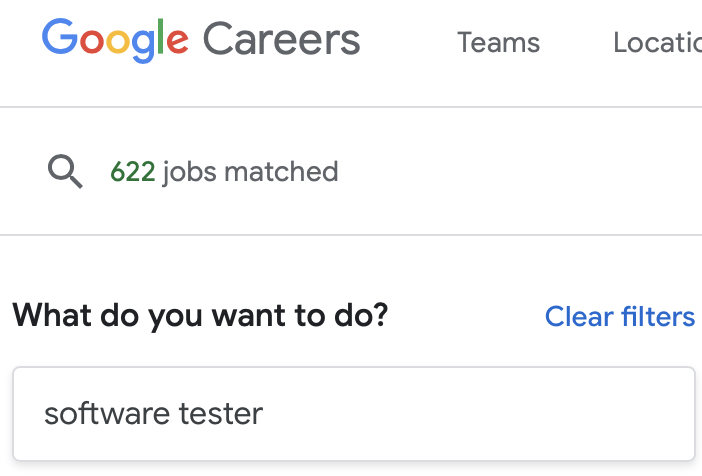 Google Careers Teams
622 jobs matched
What do you want to do? Clear filters
software tester